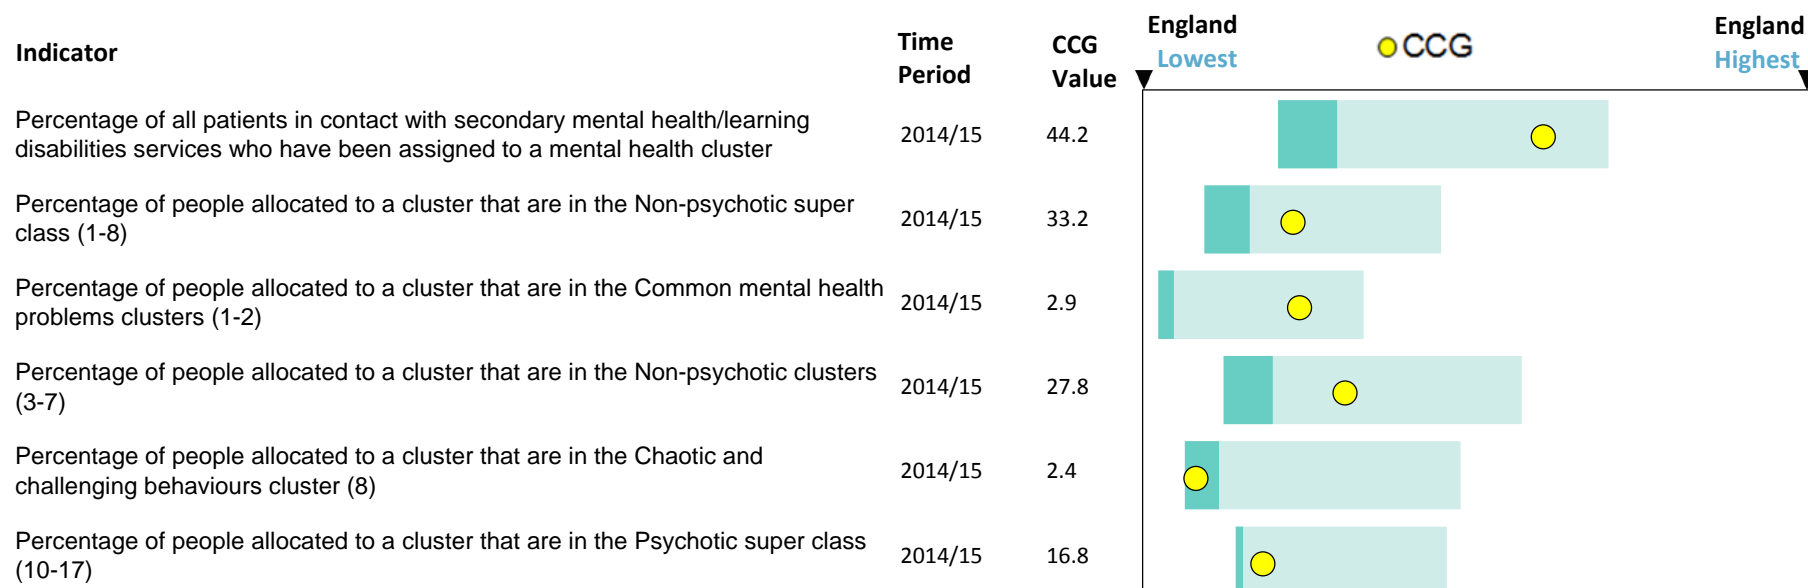 Indicator
Time Period
CCG Value
England Lowest
CCG
England Highest
Percentage of all patients in contact with secondary mental health/learning
disabilities services who have been assigned to a mental health cluster
2014/15
44.2
Percentage of people allocated to a cluster that are in the Non-psychotic super
class (1-8)
2014/15
33.2
Percentage of people allocated to a cluster that are in the Common mental health
problems clusters (1-2)
2014/15
2.9
Percentage of people allocated to a cluster that are in the Non-psychotic clusters
(3-7)
2014/15
27.8
Percentage of people allocated to a cluster that are in the Chaotic and
challenging behaviours cluster (8)
2014/15
2.4
Percentage of people allocated to a cluster that are in the Psychotic super class
(10-17)
2014/15
16.8